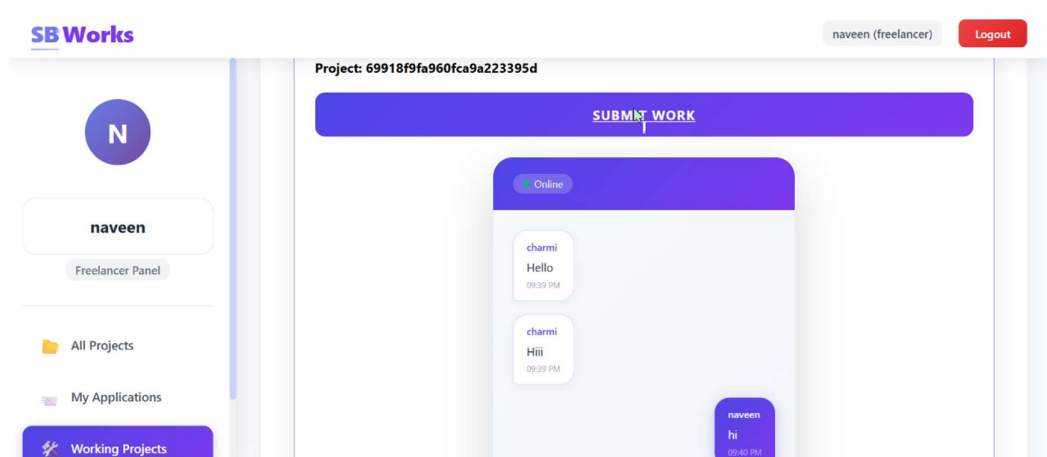 SB Works
naveen (freelancer)
Logout
N
naveen
Freelancer Panel
All Projects
My Applications
Working Projects
Project: 69918f9fa960fca9a223395d
SUBMIT WORK
Online
charmi
Hello
09:39 PM
charmi
Hiii
09:39 PM
naveen
hi
09:40 PM